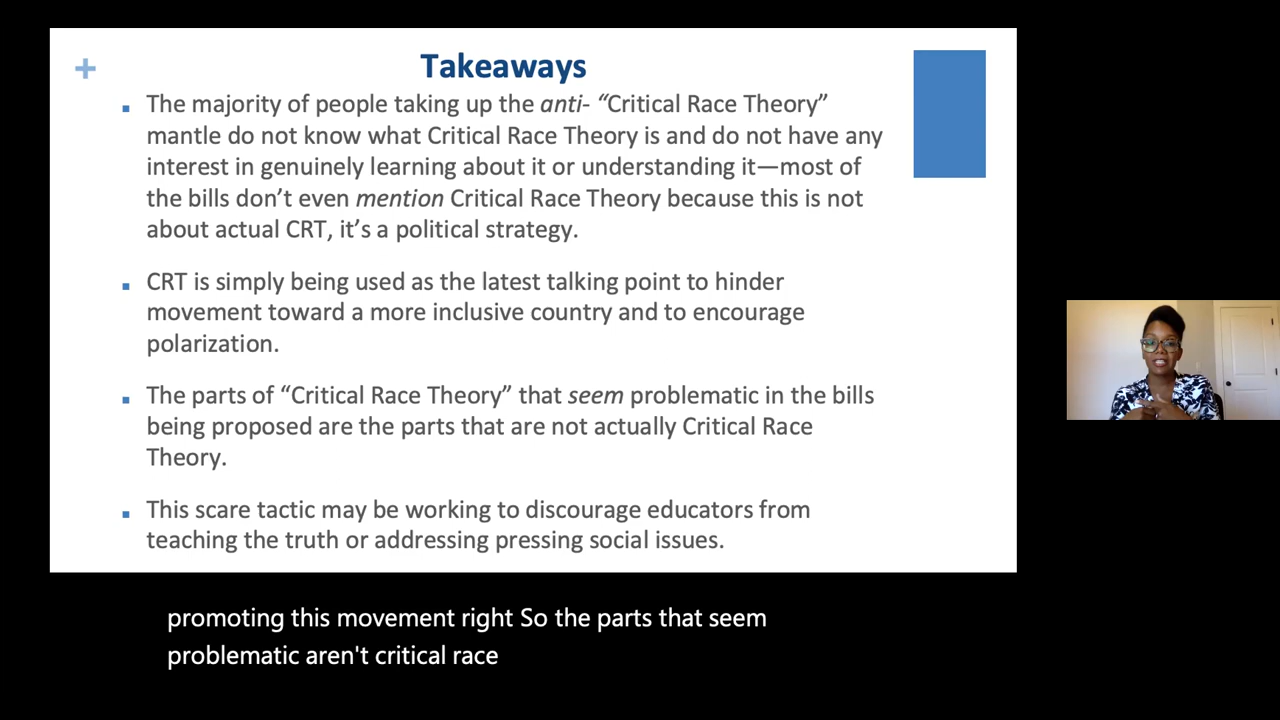 +
Takeaways
▪ The majority of people taking up the anti- “Critical Race Theory”
mantle do not know what Critical Race Theory is and do not have any
interest in genuinely learning about it or understanding it—most of
the bills don’t even mention Critical Race Theory because this is not
about actual CRT, it’s a political strategy.
▪ CRT is simply being used as the latest talking point to hinder
movement toward a more inclusive country and to encourage
polarization.
▪ The parts of “Critical Race Theory” that seem problematic in the bills
being proposed are the parts that are not actually Critical Race
Theory.
▪ This scare tactic may be working to discourage educators from
teaching the truth or addressing pressing social issues.
promoting this movement right So the parts that seem
problematic aren't critical race